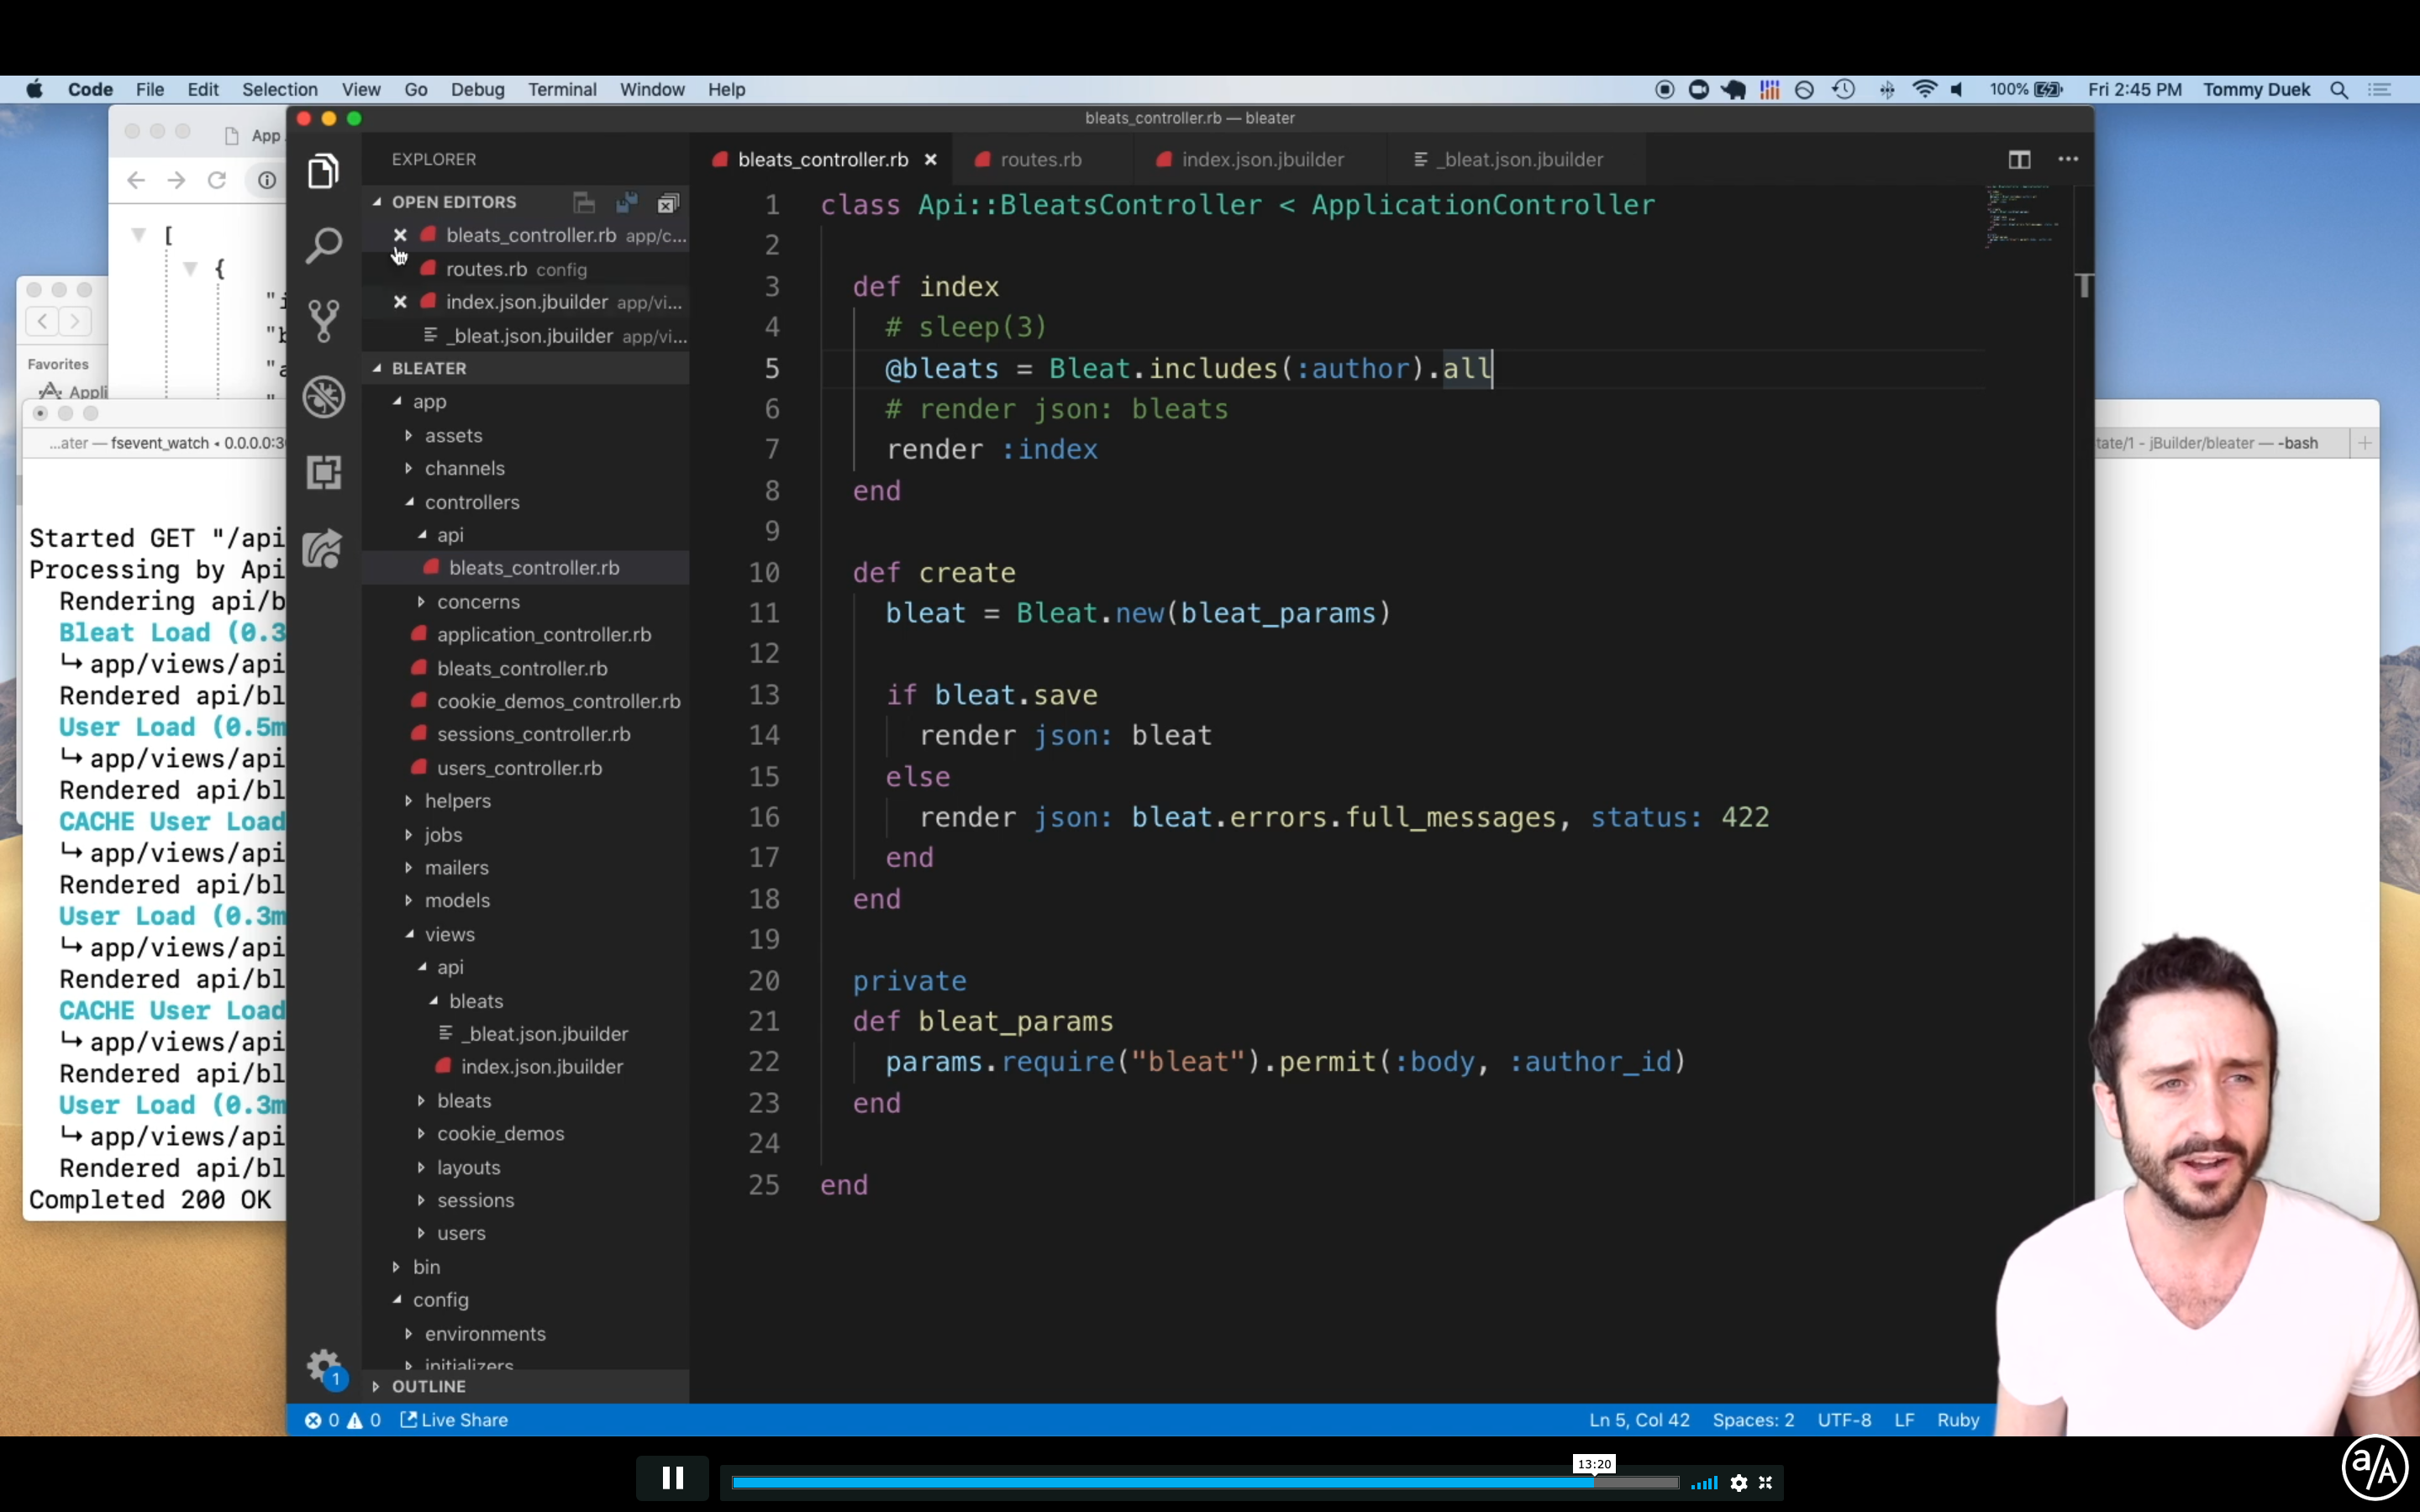 Code File Edit Selection View Go Debug Terminal Window Help 100% Fri 2:45 PM Tommy Duek
bleats_controller.rb — bleater
App
EXPLORER
bleats_controller.rb routes.rb index.json.jbuilder _bleat.json.jbuilder
OPEN EDITORS
bleats_controller.rb app/c...
routes.rb config
index.json.jbuilder app/vi...
_bleat.json.jbuilder app/vi...
BLEATER
app
assets
channels
controllers
api
bleats_controller.rb
concerns
application_controller.rb
bleats_controller.rb
cookie_demos_controller.rb
sessions_controller.rb
users_controller.rb
helpers
jobs
mailers
models
views
api
bleats
_bleat.json.jbuilder
index.json.jbuilder
bleats
cookie_demos
layouts
sessions
users
bin
config
environments
initializers
OUTLINE
1 class Api::BleatsController < ApplicationController
2
3 def index
4 # sleep(3)
5 @bleats = Bleat.includes(:author).all
6 # render json: bleats
7 render :index
8 end
9
10 def create
11 bleat = Bleat.new(bleat_params)
12
13 if bleat.save
14 render json: bleat
15 else
16 render json: bleat.errors.full_messages, status: 422
17 end
18 end
19
20 private
21 def bleat_params
22 params.require("bleat").permit(:body, :author_id)
23 end
24
25 end
[
{
"i
"b
"a
"
Favorites
Appli
...ater — fsevent_watch ◂ 0.0.0.0:3
tate/1 - jBuilder/bleater — -bash
Started GET "/api
Processing by Api
Rendering api/b
Bleat Load (0.3
↳ app/views/api
Rendered api/bl
User Load (0.5m
↳ app/views/api
Rendered api/bl
CACHE User Load
↳ app/views/api
Rendered api/bl
User Load (0.3m
↳ app/views/api
Rendered api/bl
CACHE User Load
↳ app/views/api
Rendered api/bl
User Load (0.3m
↳ app/views/api
Rendered api/bl
Completed 200 OK
1
0 0 Live Share Ln 5, Col 42 Spaces: 2 UTF-8 LF Ruby
13:20
a/A